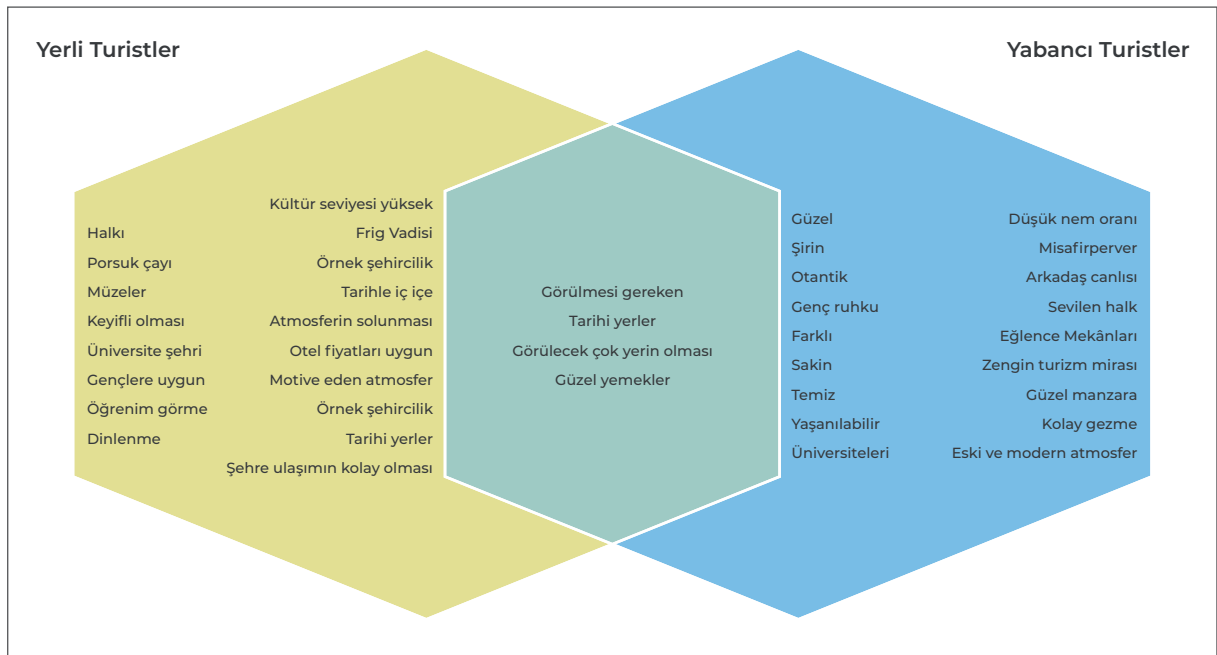 Yerli Turistler
Yabancı Turistler
Kültür seviyesi yüksek
Halkı
Frig Vadisi
Porsuk çayı
Örnek şehircilik
Müzeler
Tarihle iç içe
Keyifli olması
Atmosferin solunması
Üniversite şehri
Otel fiyatları uygun
Gençlere uygun
Motive eden atmosfer
Öğrenim görme
Örnek şehircilik
Dinlenme
Tarihi yerler
Şehre ulaşımın kolay olması
Görülmesi gereken
Tarihi yerler
Görülecek çok yerin olması
Güzel yemekler
Güzel
Düşük nem oranı
Şirin
Misafirperver
Otantik
Arkadaş canlısı
Genç ruhku
Sevilen halk
Farklı
Eğlence Mekânları
Sakin
Zengin turizm mirası
Temiz
Güzel manzara
Yaşanılabilir
Kolay gezme
Üniversiteleri
Eski ve modern atmosfer